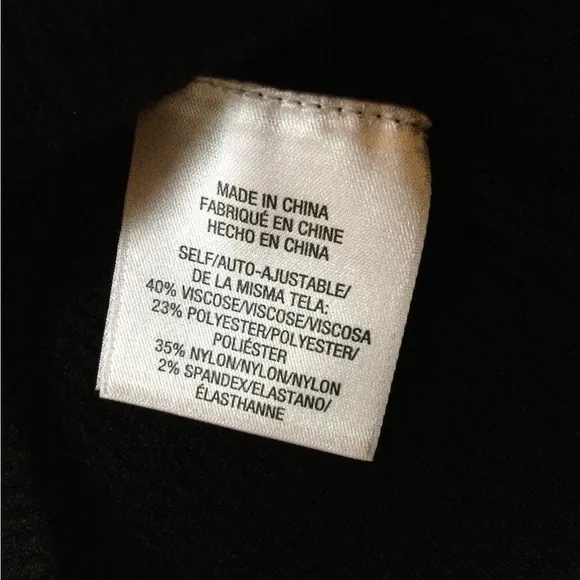 MADE IN CHINA
FABRIQUÉ EN CHINE
HECHO EN CHINA
SELF/AUTO-AJUSTABLE/
DE LA MISMA TELA:
40% VISCOSE/VISCOSE/VISCOSA
23% POLYESTER/POLYESTER/
POLIÉSTER
35% NYLON/NYLON/NYLON
2% SPANDEX/ELASTANO/
ÉLASTHANNE